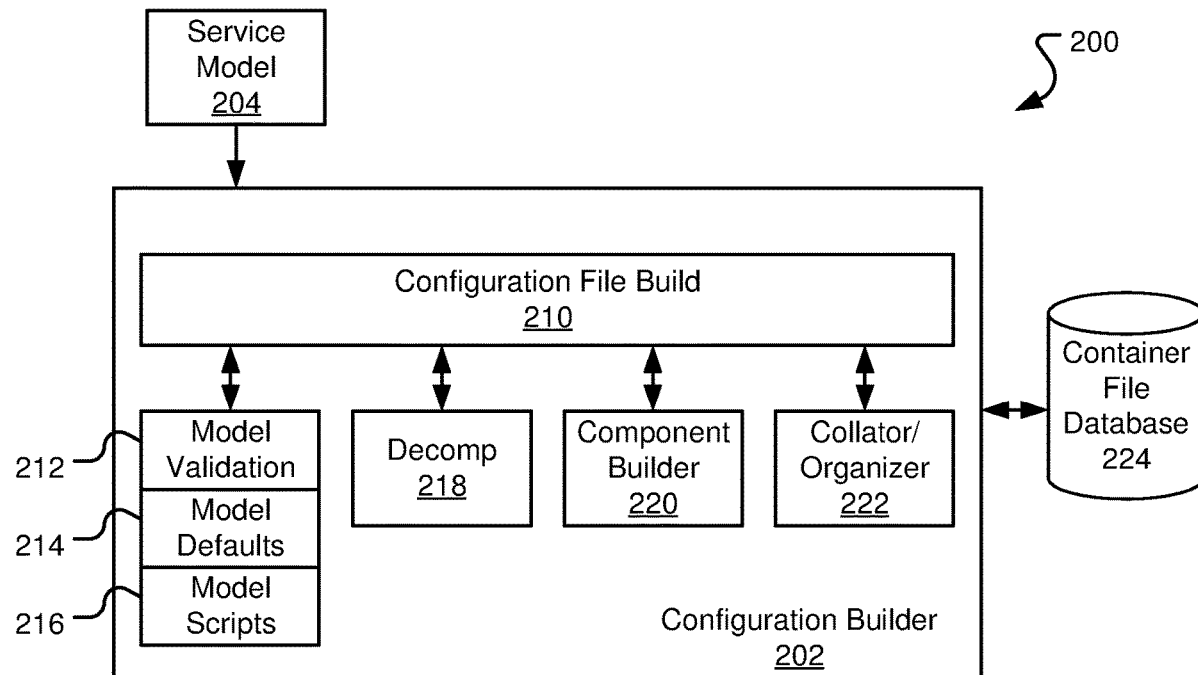 Service
Model
204
200
Configuration File Build
210
Container
File
Database
224
212
Model
Validation
214
Model
Defaults
216
Model
Scripts
Decomp
218
Component
Builder
220
Collator/
Organizer
222
Configuration Builder
202